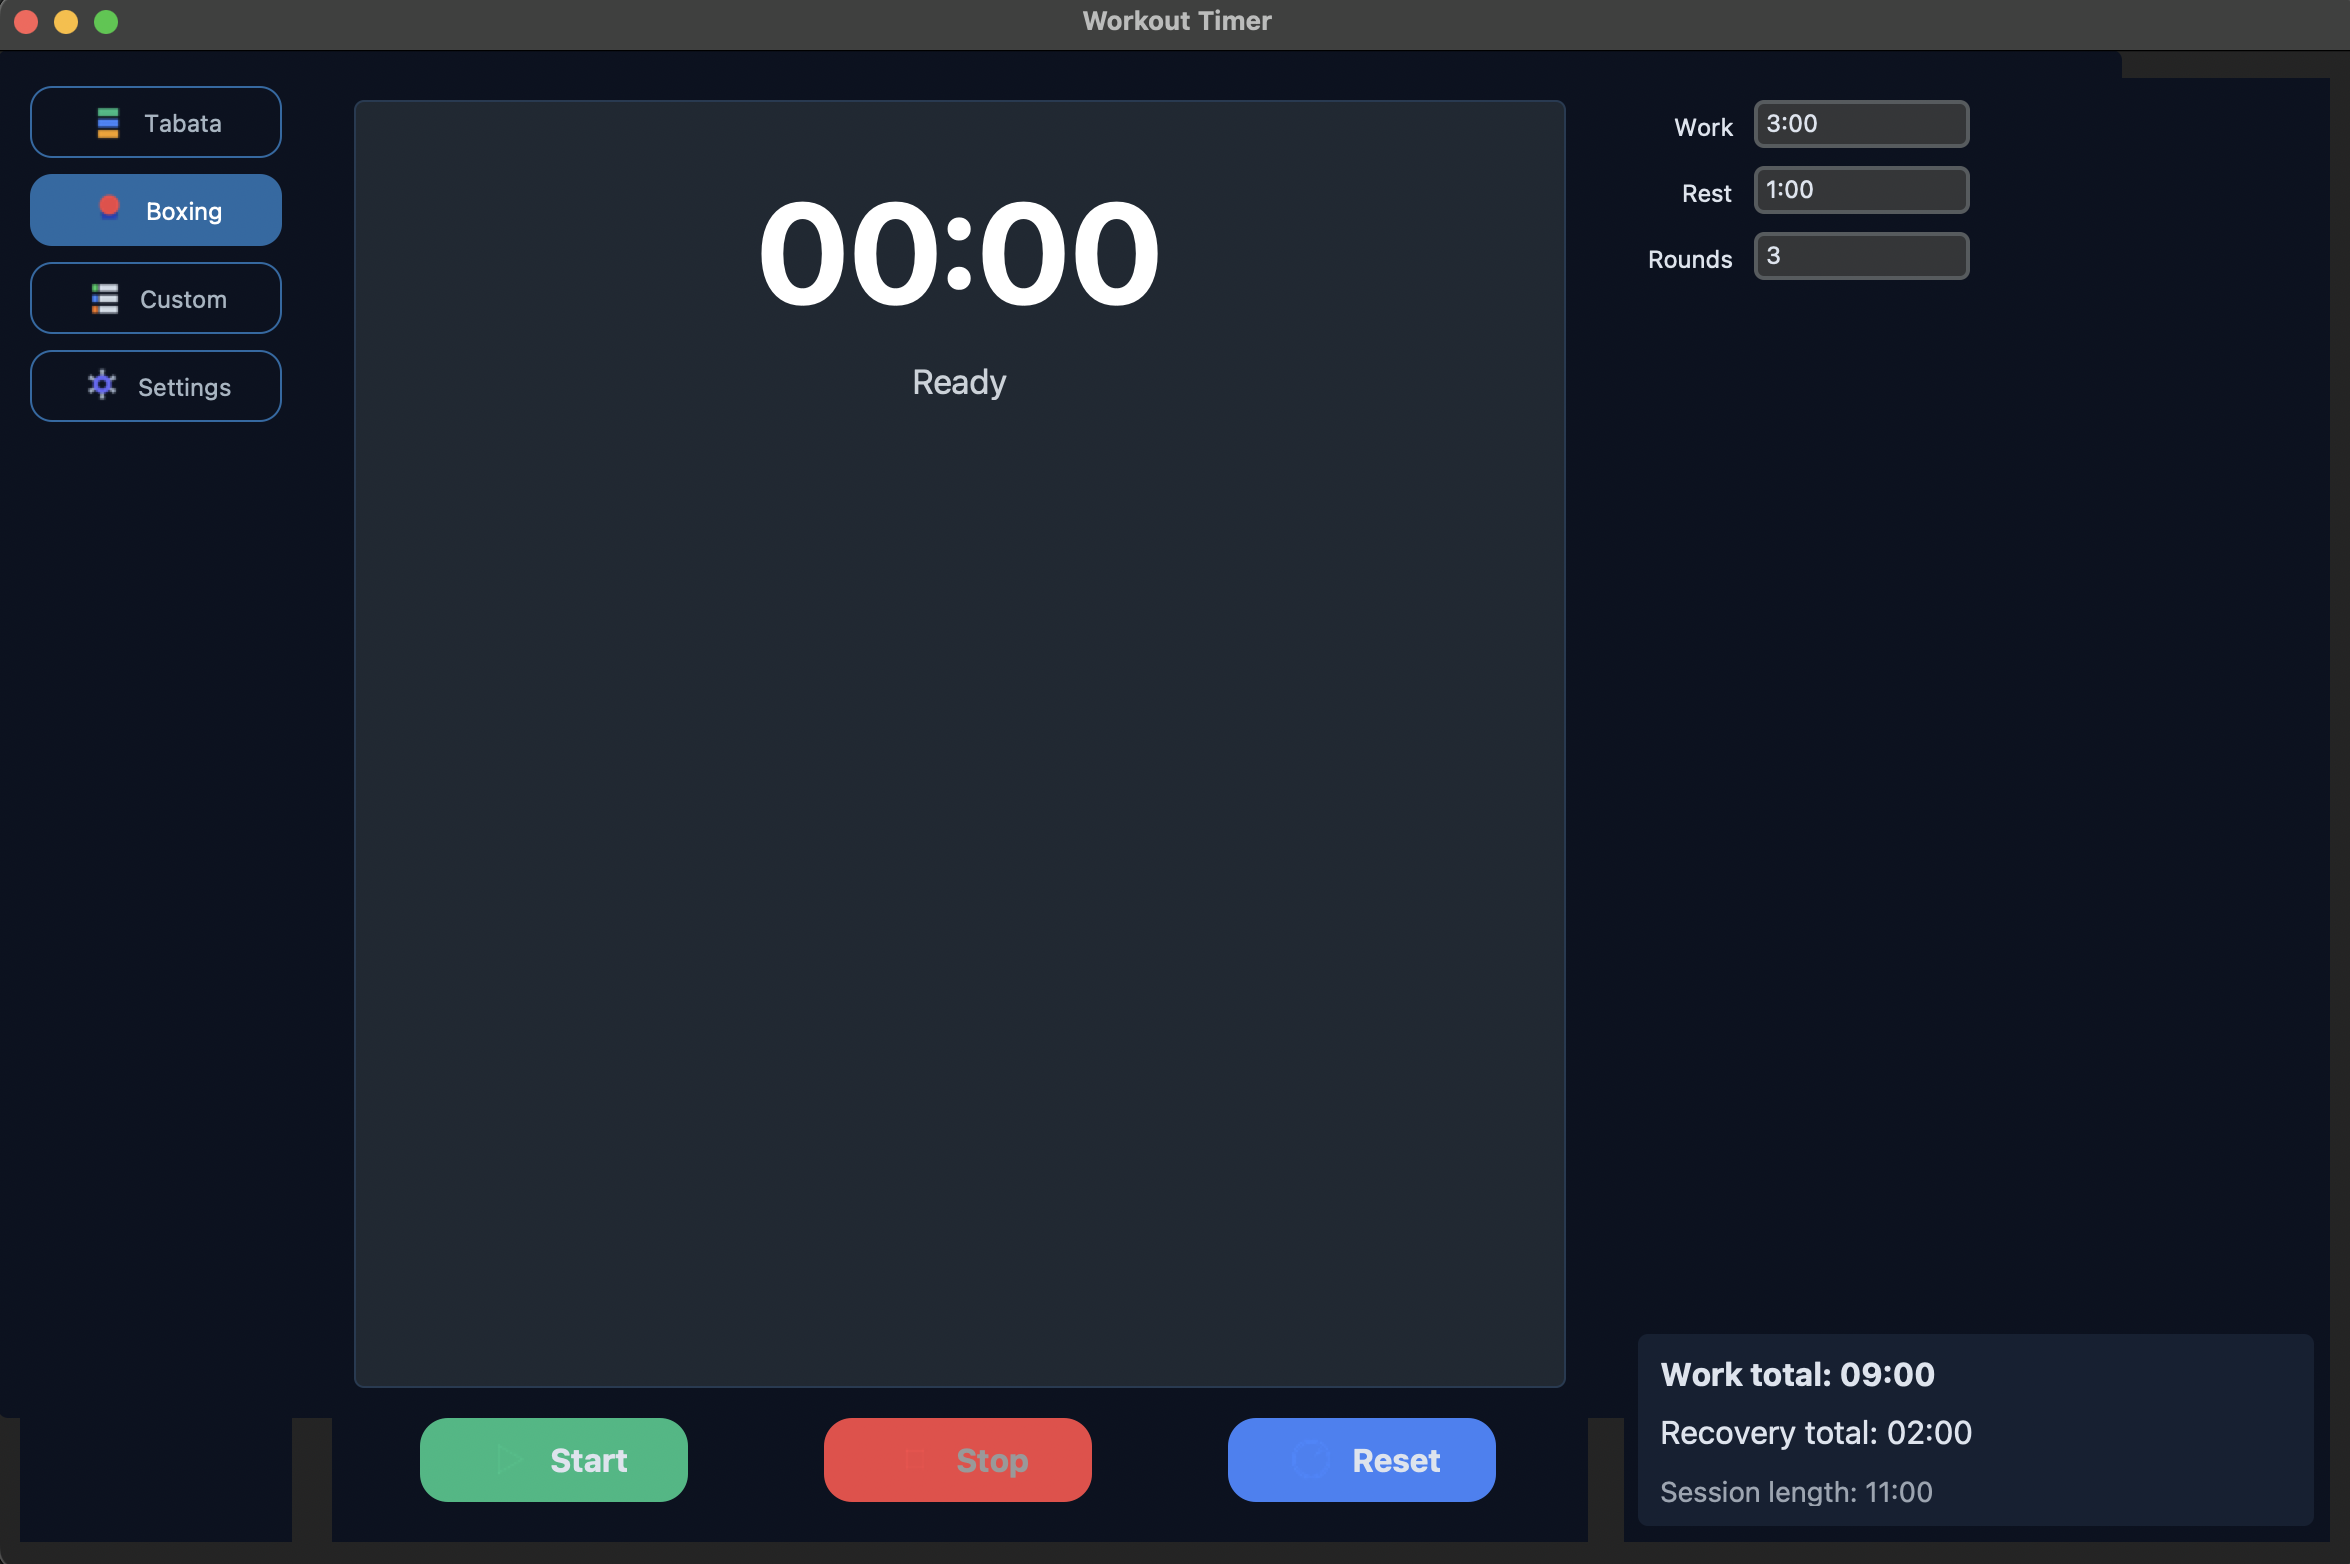 Workout Timer
Tabata
Boxing
Custom
Settings
00:00
Ready
Work 3:00
Rest 1:00
Rounds 3
Start
Stop
Reset
Work total: 09:00
Recovery total: 02:00
Session length: 11:00